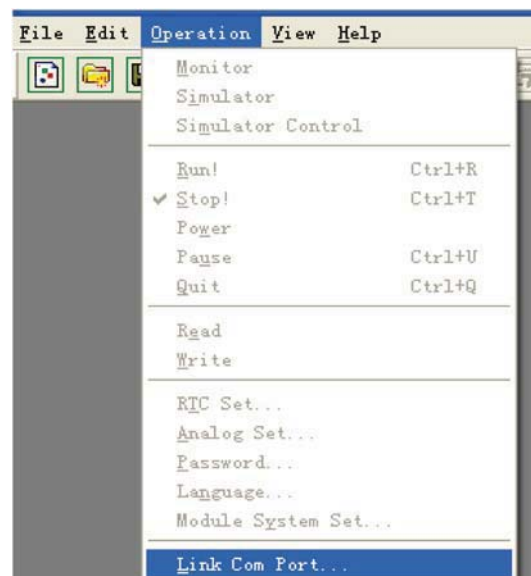 File Edit Operation View Help
Monitor
Simulator
Simulator Control
Run! Ctrl+R
Stop! Ctrl+T
Power
Pause Ctrl+U
Quit Ctrl+Q
Read
Write
RTC Set...
Analog Set...
Password...
Language...
Module System Set...
Link Com Port...